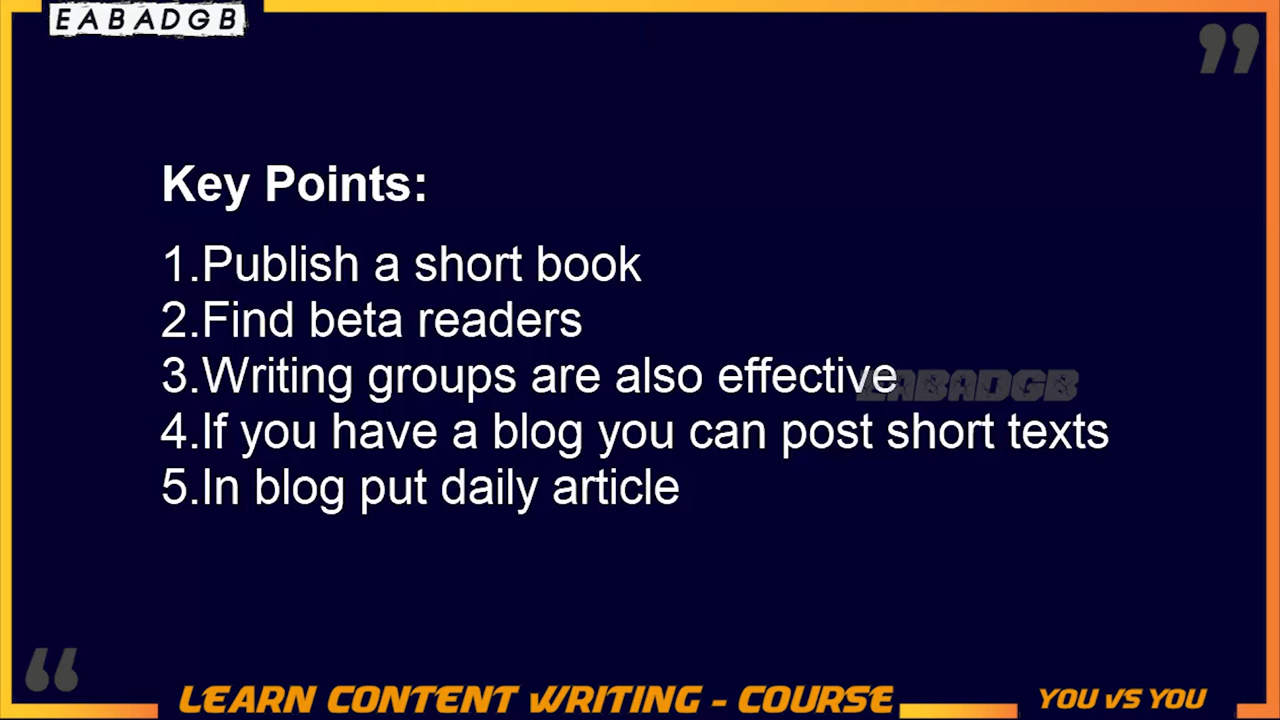 EABADGB
Key Points:
1.Publish a short book
2.Find beta readers
3.Writing groups are also effective
EABADGB
4.If you have a blog you can post short texts
5.In blog put daily article
LEARN CONTENT WRITING - COURSE
YOU VS YOU